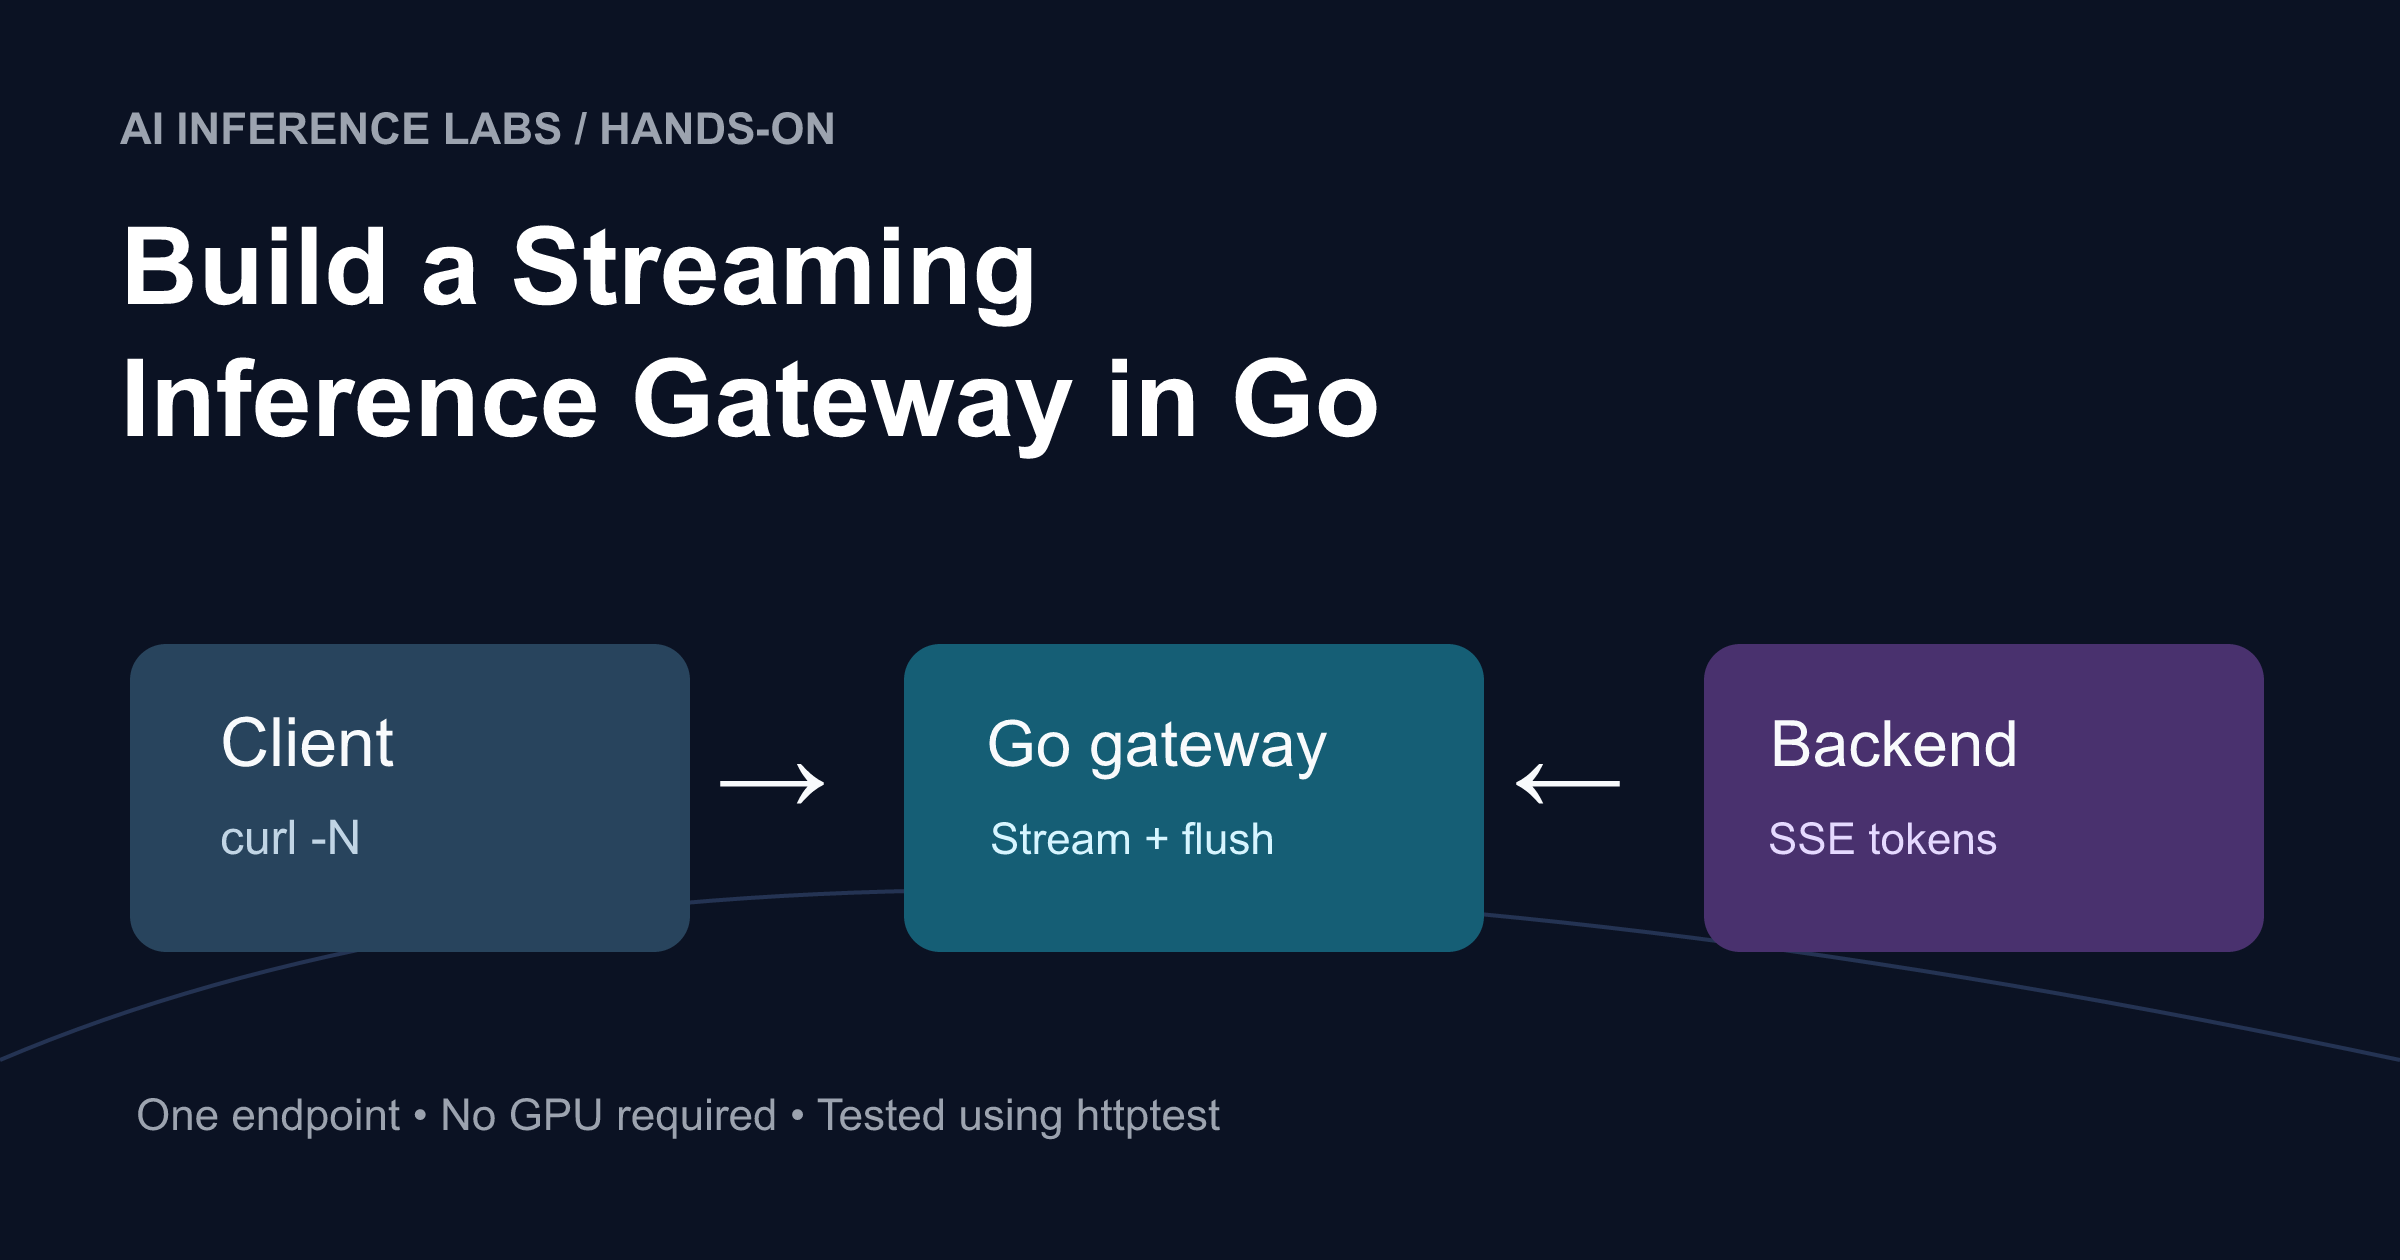 AI INFERENCE LABS / HANDS-ON
Build a Streaming
Inference Gateway in Go
Client
curl -N
→
Go gateway
Stream + flush
←
Backend
SSE tokens
One endpoint • No GPU required • Tested using httptest